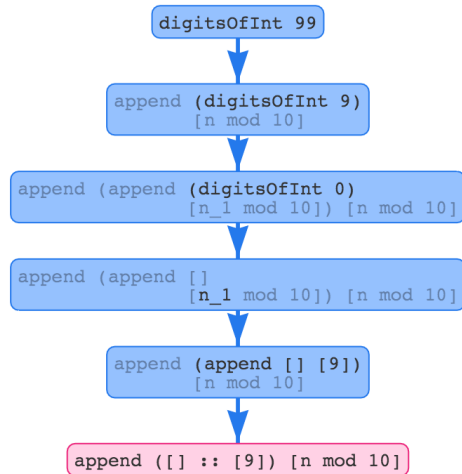 digitsOfInt 99
append (digitsOfInt 9)
[n mod 10]
append (append (digitsOfInt 0)
[n_1 mod 10]) [n mod 10]
append (append []
[n_1 mod 10]) [n mod 10]
append (append [] [9])
[n mod 10]
append ([] :: [9]) [n mod 10]